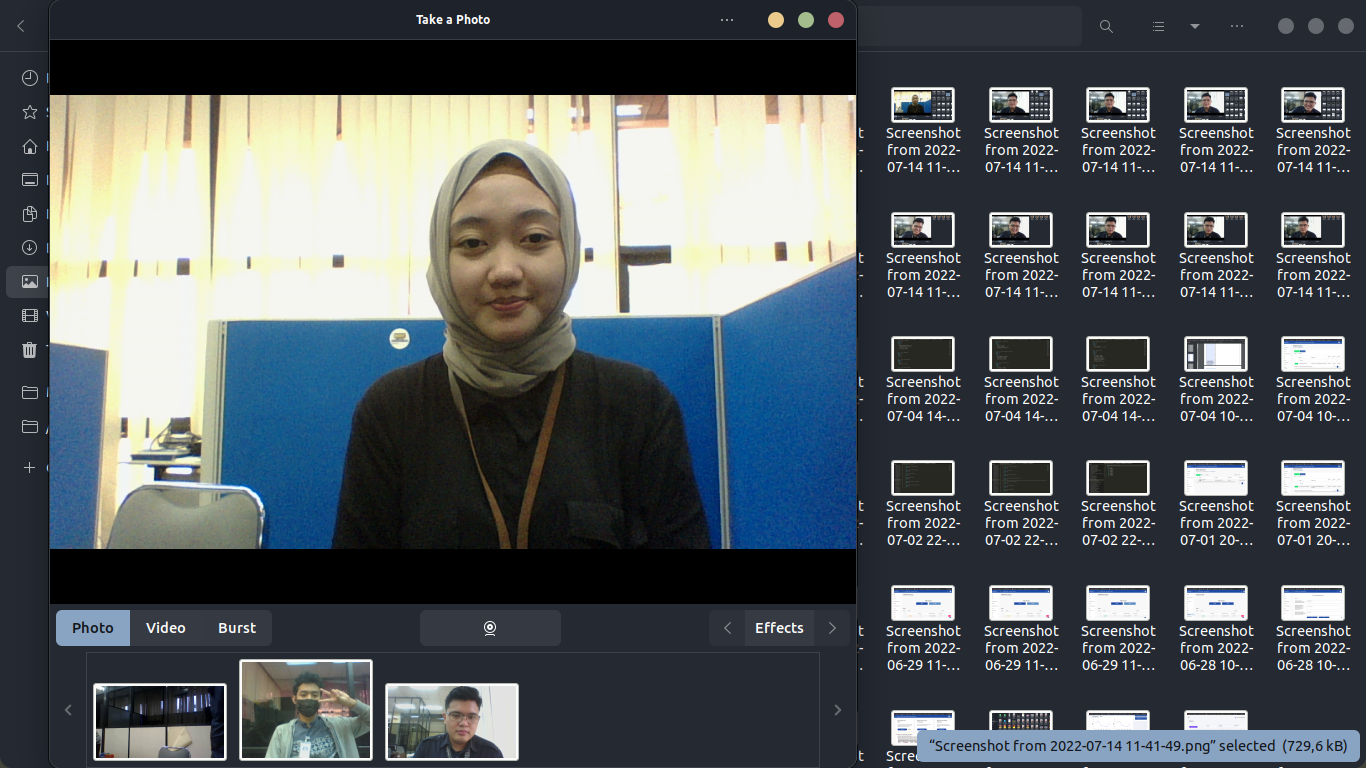 Take a Photo
Photo
Video
Burst
Effects
Screenshot
from 2022-
07-14 11-…
Screenshot
from 2022-
07-14 11-…
Screenshot
from 2022-
07-14 11-…
Screenshot
from 2022-
07-14 11-…
Screenshot
from 2022-
07-14 11-…
Screenshot
from 2022-
07-14 11-…
Screenshot
from 2022-
07-14 11-…
Screenshot
from 2022-
07-14 11-…
Screenshot
from 2022-
07-14 11-…
Screenshot
from 2022-
07-14 11-…
Screenshot
from 2022-
07-04 14-…
Screenshot
from 2022-
07-04 14-…
Screenshot
from 2022-
07-04 14-…
Screenshot
from 2022-
07-04 10-…
Screenshot
from 2022-
07-04 10-…
Screenshot
from 2022-
07-02 22-…
Screenshot
from 2022-
07-02 22-…
Screenshot
from 2022-
07-02 22-…
Screenshot
from 2022-
07-01 20-…
Screenshot
from 2022-
07-01 20-…
Screenshot
from 2022-
06-29 11-…
Screenshot
from 2022-
06-29 11-…
Screenshot
from 2022-
06-29 11-…
Screenshot
from 2022-
06-28 10-…
Screenshot
from 2022-
06-28 10-…
“Screenshot from 2022-07-14 11-41-49.png” selected (729,6 kB)